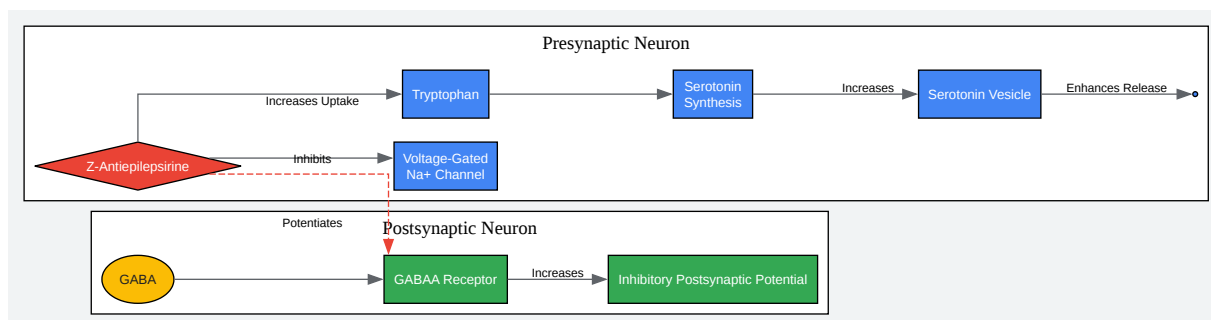 Presynaptic Neuron
Increases Uptake
Tryptophan
Serotonin
Synthesis
Increases
Serotonin Vesicle
Enhances Release
Z-Antiepilepsirine
Inhibits
Voltage-Gated
Na+ Channel
Potentiates
Postsynaptic Neuron
GABA
GABAA Receptor
Increases
Inhibitory Postsynaptic Potential